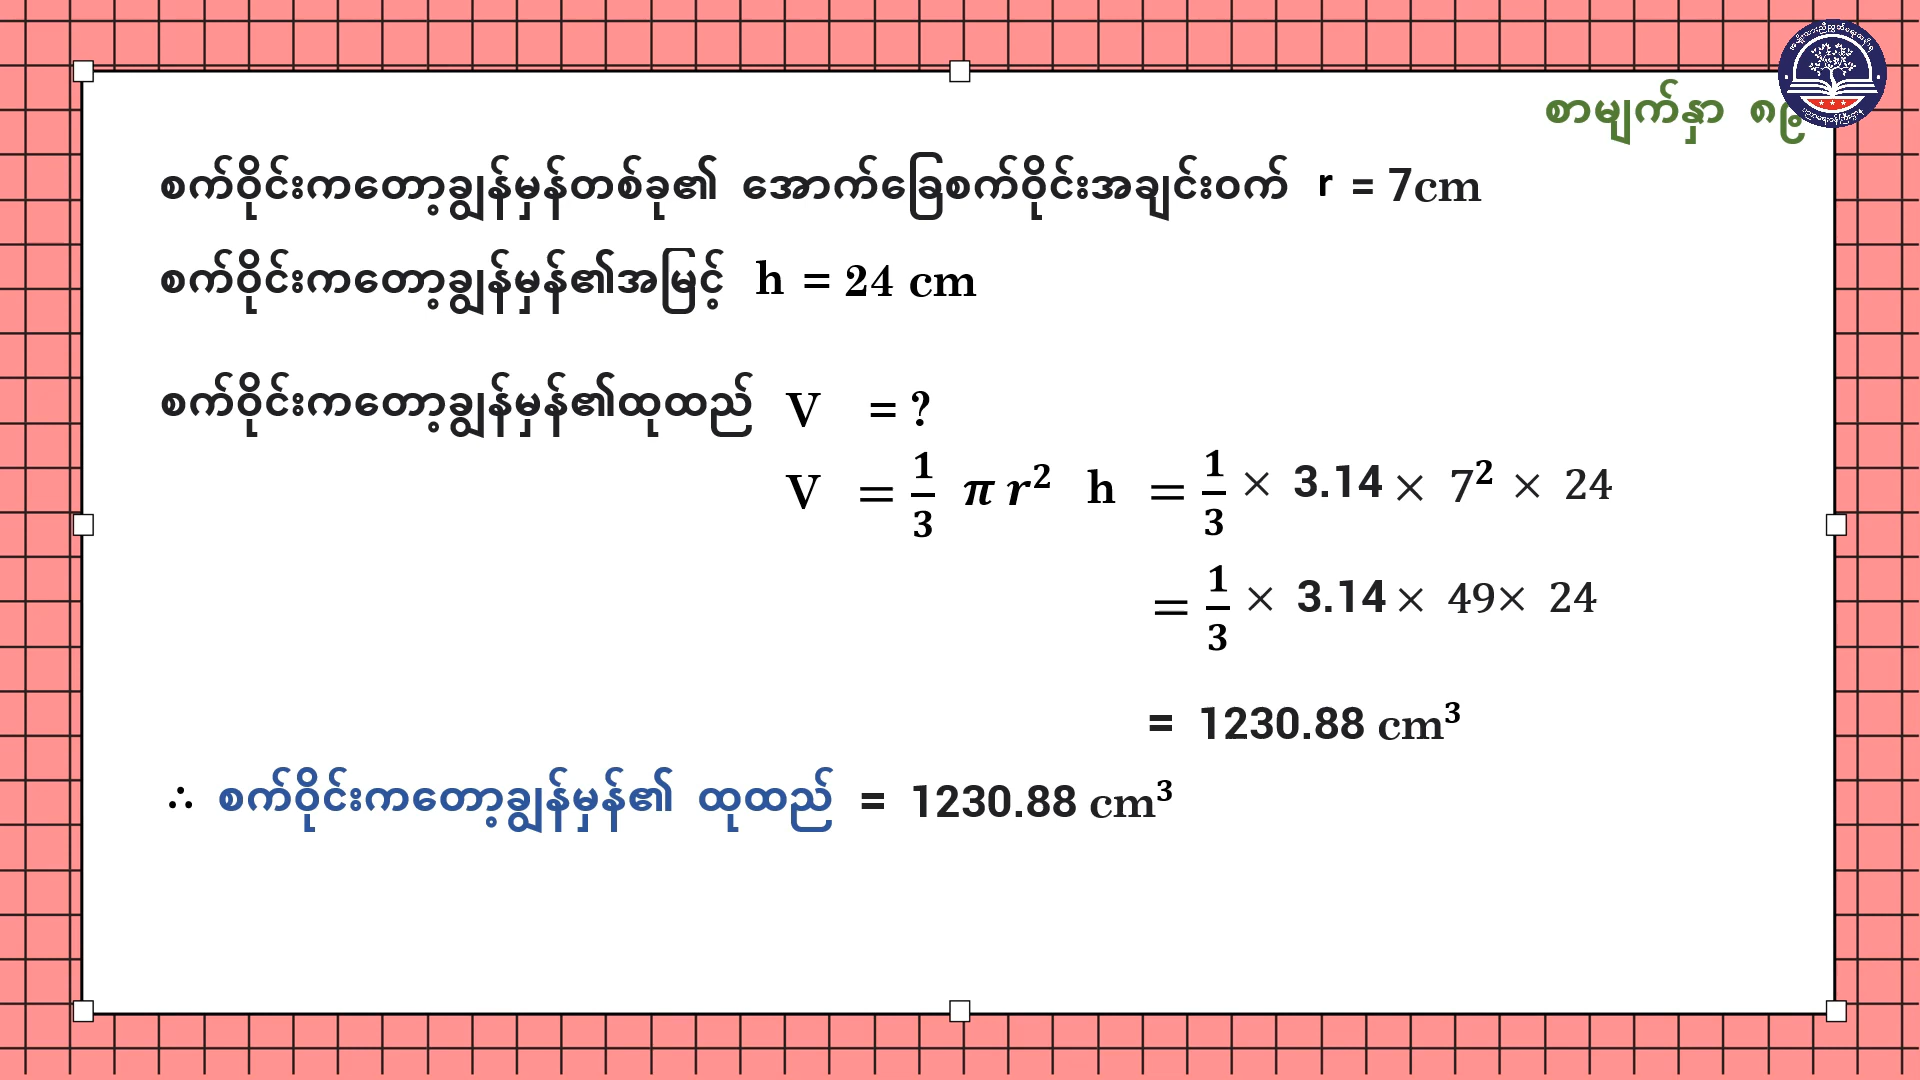 စာမျက်နှာ ၈၉
စက်ဝိုင်းကတော့ချွန်မှန်တစ်ခု၏ အောက်ခြေစက်ဝိုင်းအချင်းဝက် r = 7cm
စက်ဝိုင်းကတော့ချွန်မှန်၏အမြင့် h = 24 cm
စက်ဝိုင်းကတော့ချွန်မှန်၏ထုထည် V = ?
V = 1/3 π r² h = 1/3 × 3.14 × 7² × 24
= 1/3 × 3.14 × 49 × 24
= 1230.88 cm³
∴ စက်ဝိုင်းကတော့ချွန်မှန်၏ ထုထည် = 1230.88 cm³